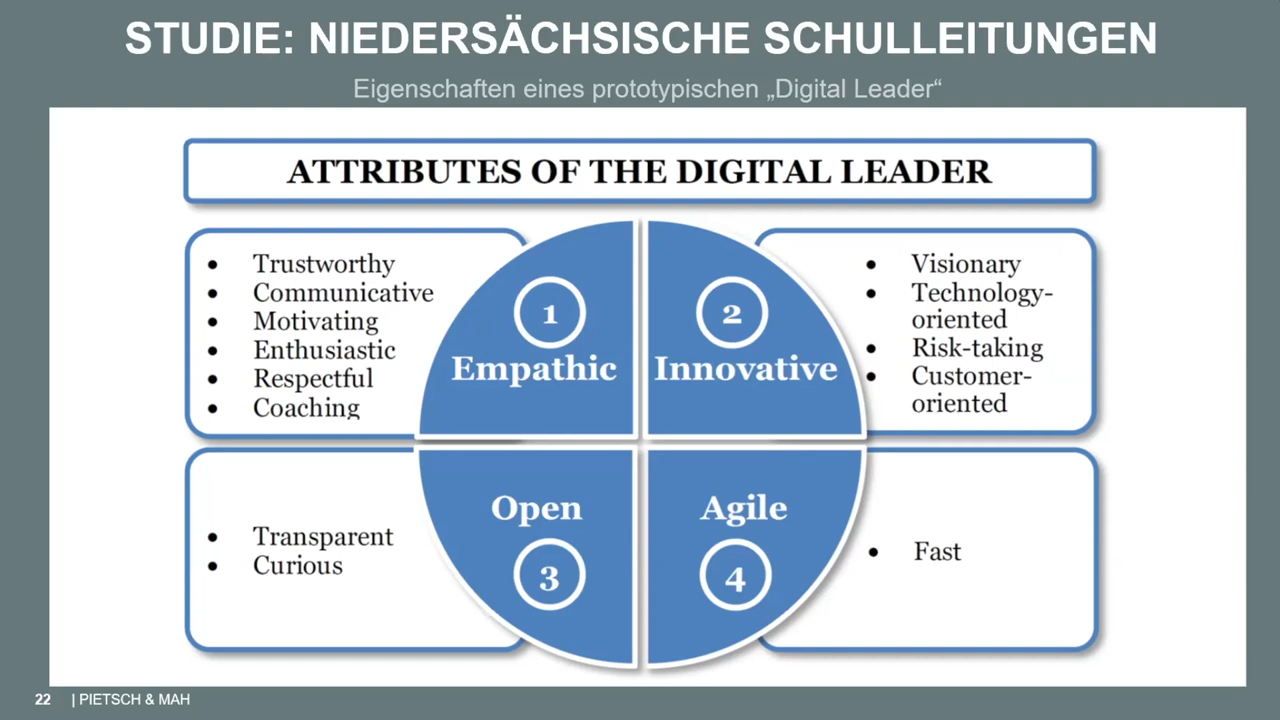 STUDIE: NIEDERSÄCHSISCHE SCHULLEITUNGEN
Eigenschaften eines prototypischen „Digital Leader“
ATTRIBUTES OF THE DIGITAL LEADER
• Trustworthy
• Communicative
• Motivating
• Enthusiastic
• Respectful
• Coaching
1
Empathic
2
Innovative
• Visionary
• Technology-
oriented
• Risk-taking
• Customer-
oriented
• Transparent
• Curious
Open
3
Agile
4
• Fast
22 | PIETSCH & MAH